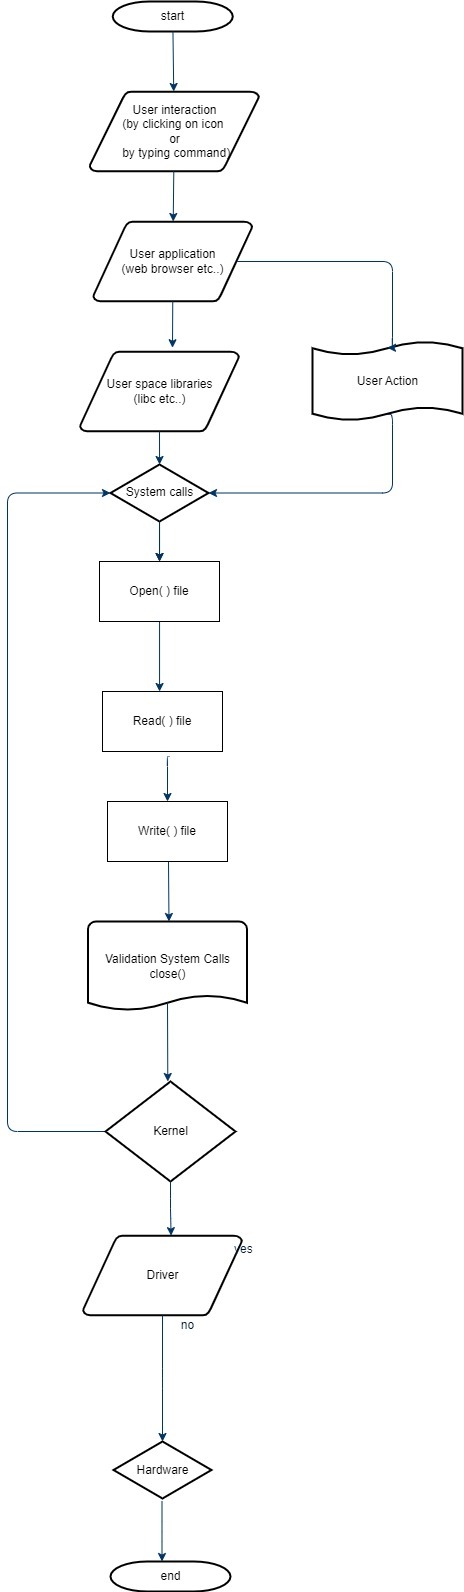 start
User interaction
(by clicking on icon
or
by typing command)
User application
(web browser etc..)
User space libraries
(libc etc..)
User Action
System calls
Open( ) file
Read( ) file
Write( ) file
Validation System Calls
close()
Kernel
yes
Driver
no
Hardware
end